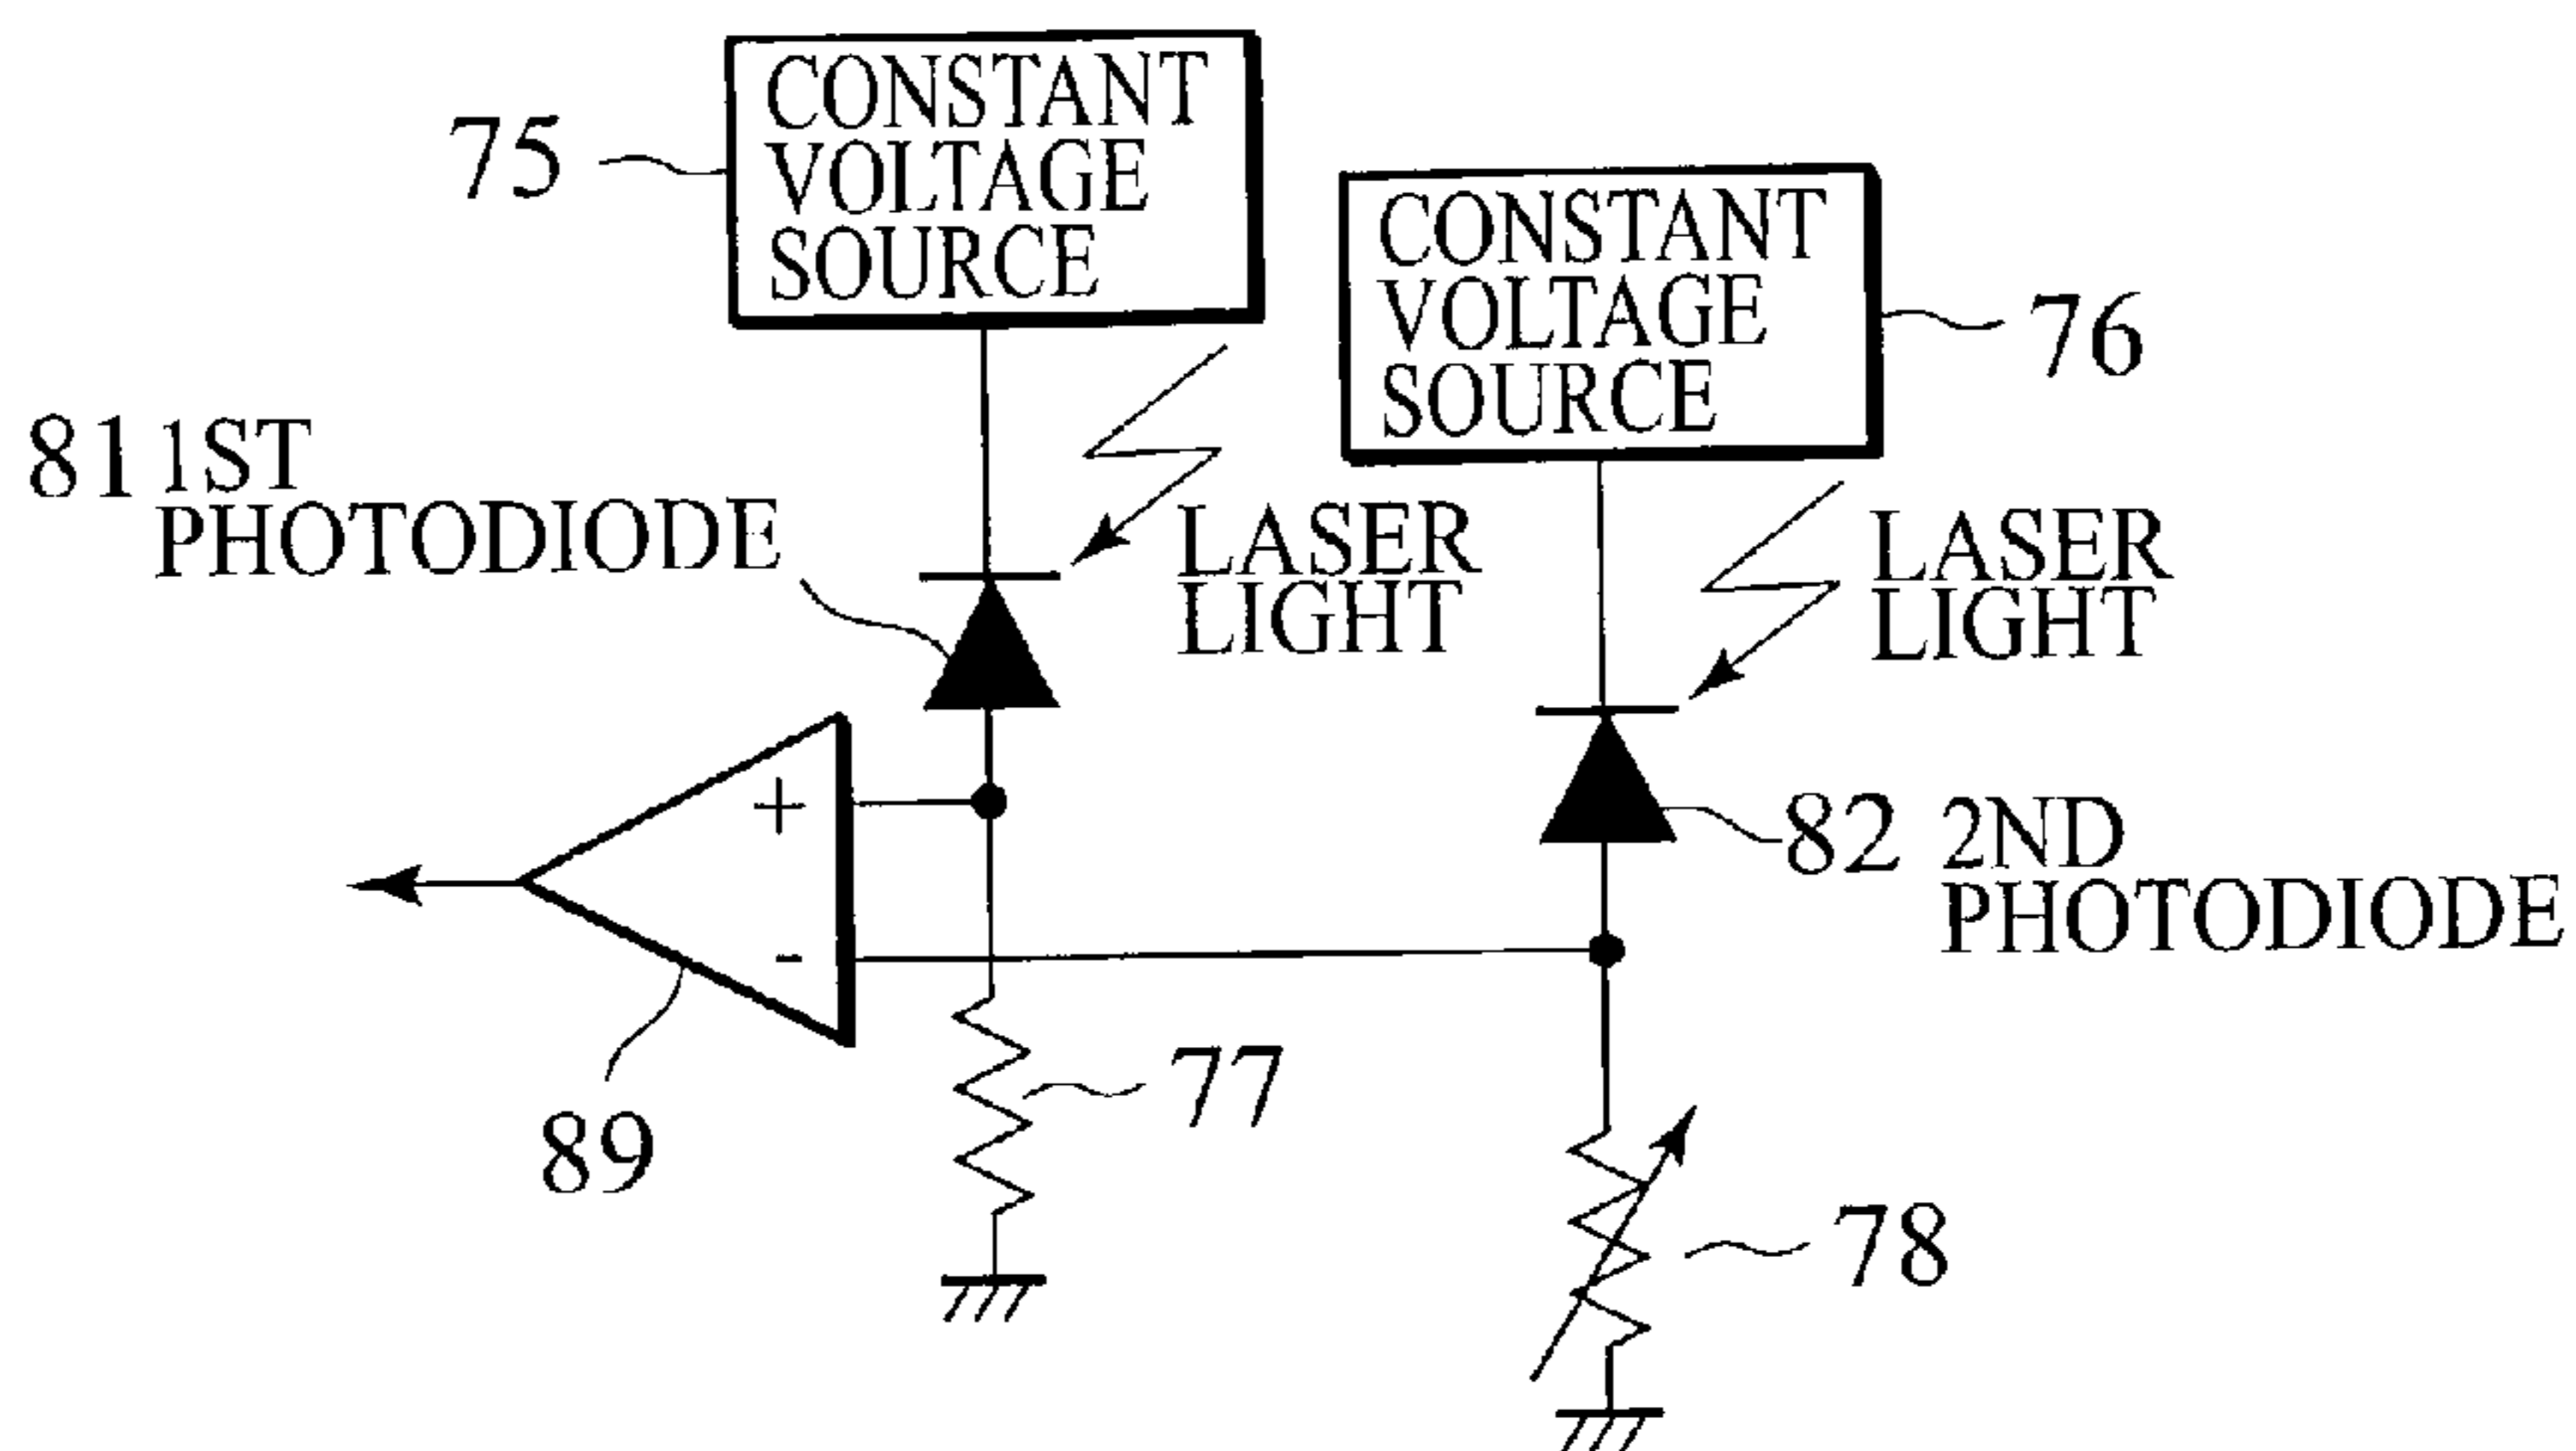 75
CONSTANT
VOLTAGE
SOURCE
CONSTANT
VOLTAGE
SOURCE
76
81 1ST
PHOTODIODE
LASER
LIGHT
LASER
LIGHT
+
-
82 2ND
PHOTODIODE
89
77
78